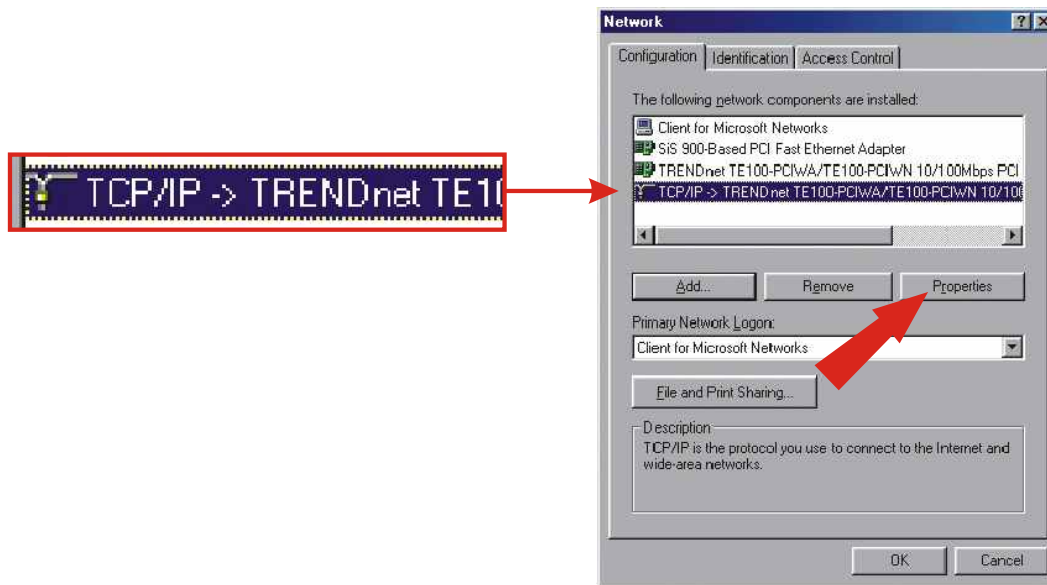 TCP/IP -> TRENDnet TE10
Network
Configuration Identification Access Control
The following network components are installed:
Client for Microsoft Networks
SiS 900-Based PCI Fast Ethernet Adapter
TRENDnet TE100-PCIWA/TE100-PCIWN 10/100Mbps PCI
TCP/IP -> TRENDnet TE100-PCIWA/TE100-PCIWN 10/100
Add... Remove Properties
Primary Network Logon:
Client for Microsoft Networks
File and Print Sharing...
Description
TCP/IP is the protocol you use to connect to the Internet and
wide-area networks.
OK Cancel